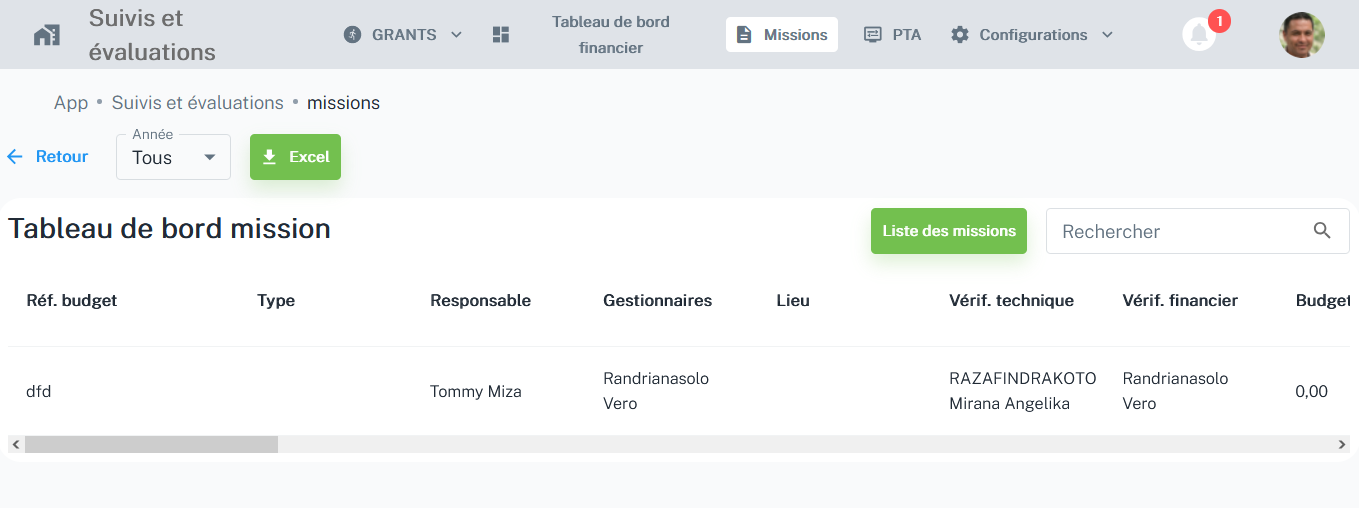 Suivis et
évaluations
GRANTS
Tableau de bord
financier
Missions
PTA
Configurations
1
App • Suivis et évaluations • missions
Retour
Année
Tous
Excel
Tableau de bord mission
Liste des missions
Rechercher
Réf. budget
Type
Responsable
Gestionnaires
Lieu
Vérif. technique
Vérif. financier
Budget
dfd
Tommy Miza
Randrianasolo
Vero
RAZAFINDRAKOTO
Mirana Angelika
Randrianasolo
Vero
0,00